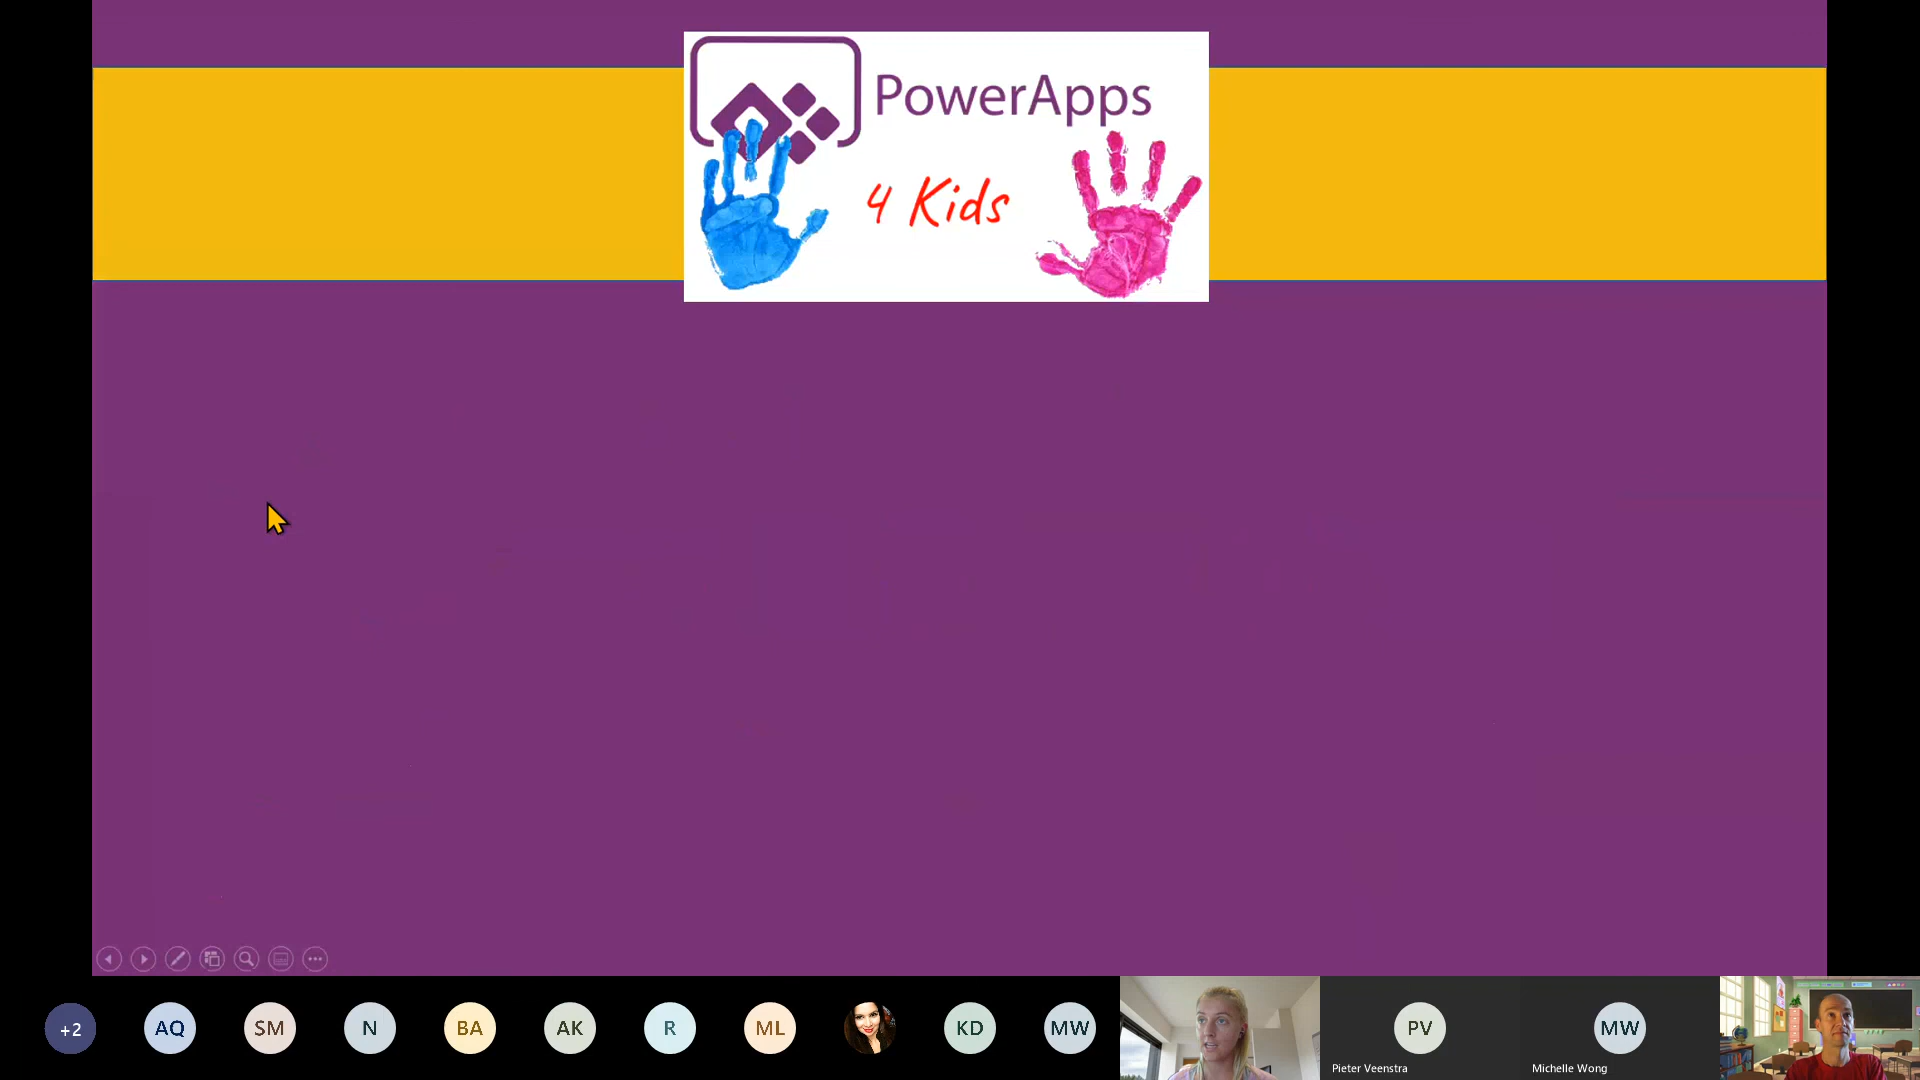 PowerApps
4 Kids
+2
AQ
SM
N
BA
AK
R
ML
KD
MW
PV
MW
Pieter Veenstra
Michelle Wong